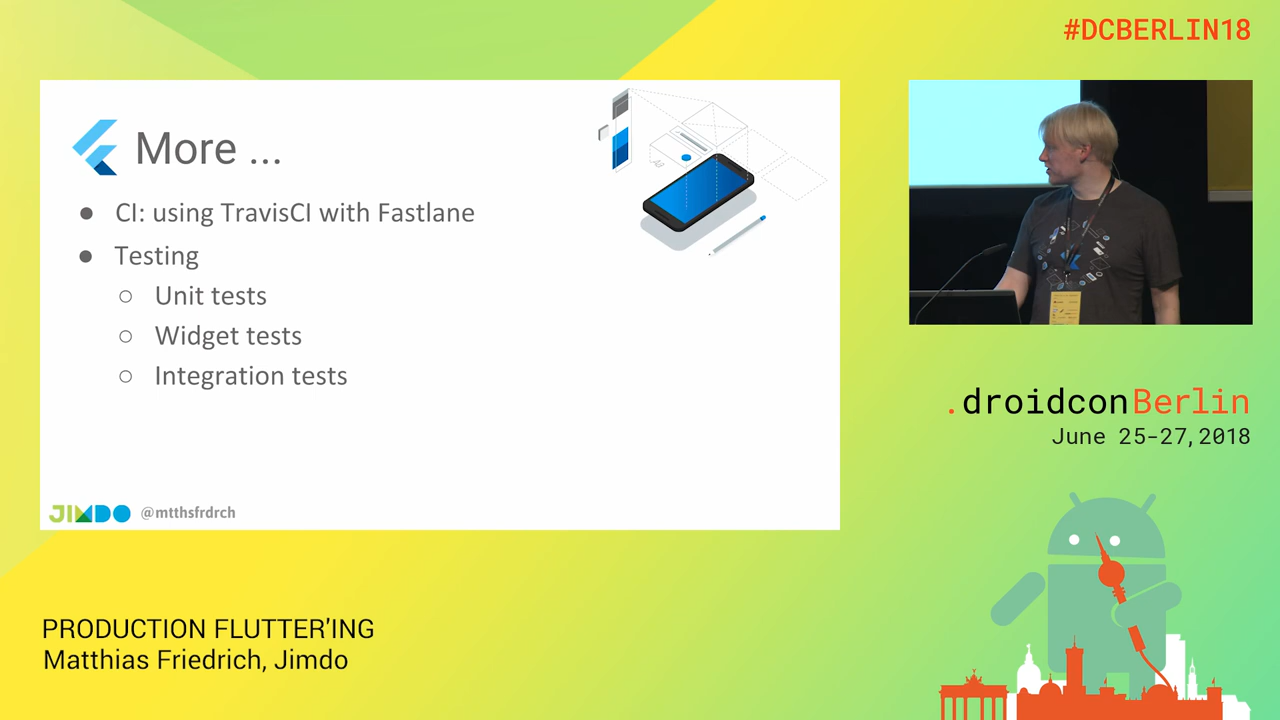 #DCBERLIN18
More ...
● CI: using TravisCI with Fastlane
● Testing
○ Unit tests
○ Widget tests
○ Integration tests
JIMDO @mtthsfrdrch
.droidconBerlin
June 25-27, 2018
PRODUCTION FLUTTER'ING
Matthias Friedrich, Jimdo